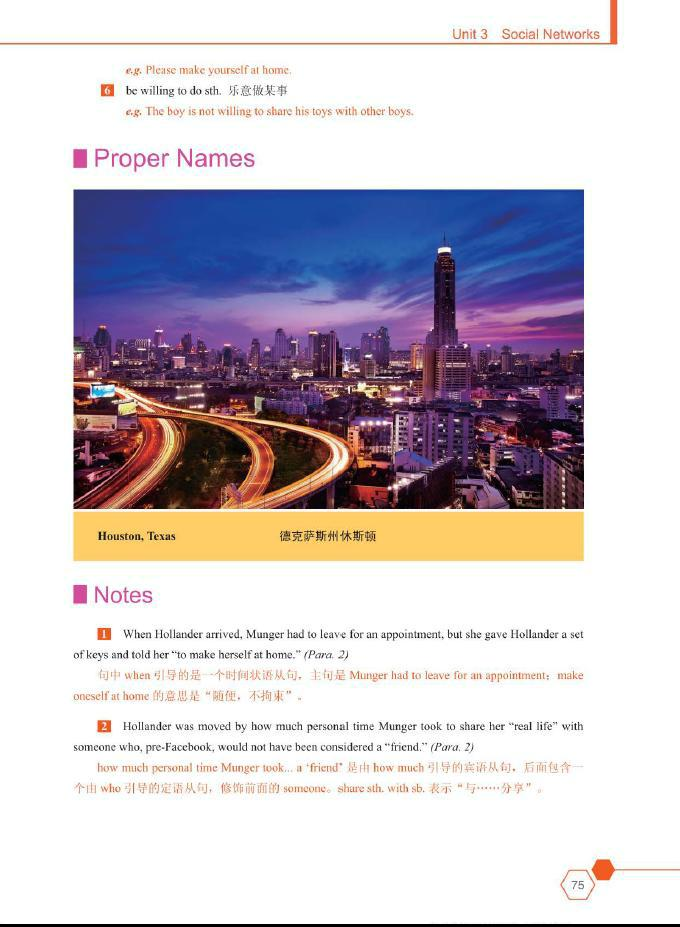 Unit 3 Social Networks
e.g. Please make yourself at home.
6 be willing to do sth. 乐意做某事
e.g. The boy is not willing to share his toys with other boys.
Proper Names
Houston, Texas 德克萨斯州休斯顿
Notes
1 When Hollander arrived, Munger had to leave for an appointment, but she gave Hollander a set
of keys and told her “to make herself at home.” (Para. 2)
句中 when 引导的是一个时间状语从句，主句是 Munger had to leave for an appointment；make
oneself at home 的意思是“随便，不拘束”。
2 Hollander was moved by how much personal time Munger took to share her “real life” with
someone who, pre-Facebook, would not have been considered a “friend.” (Para. 2)
how much personal time Munger took... a ‘friend’ 是由 how much 引导的宾语从句，后面包含一
个由 who 引导的定语从句，修饰前面的 someone。share sth. with sb. 表示“与……分享”。
75